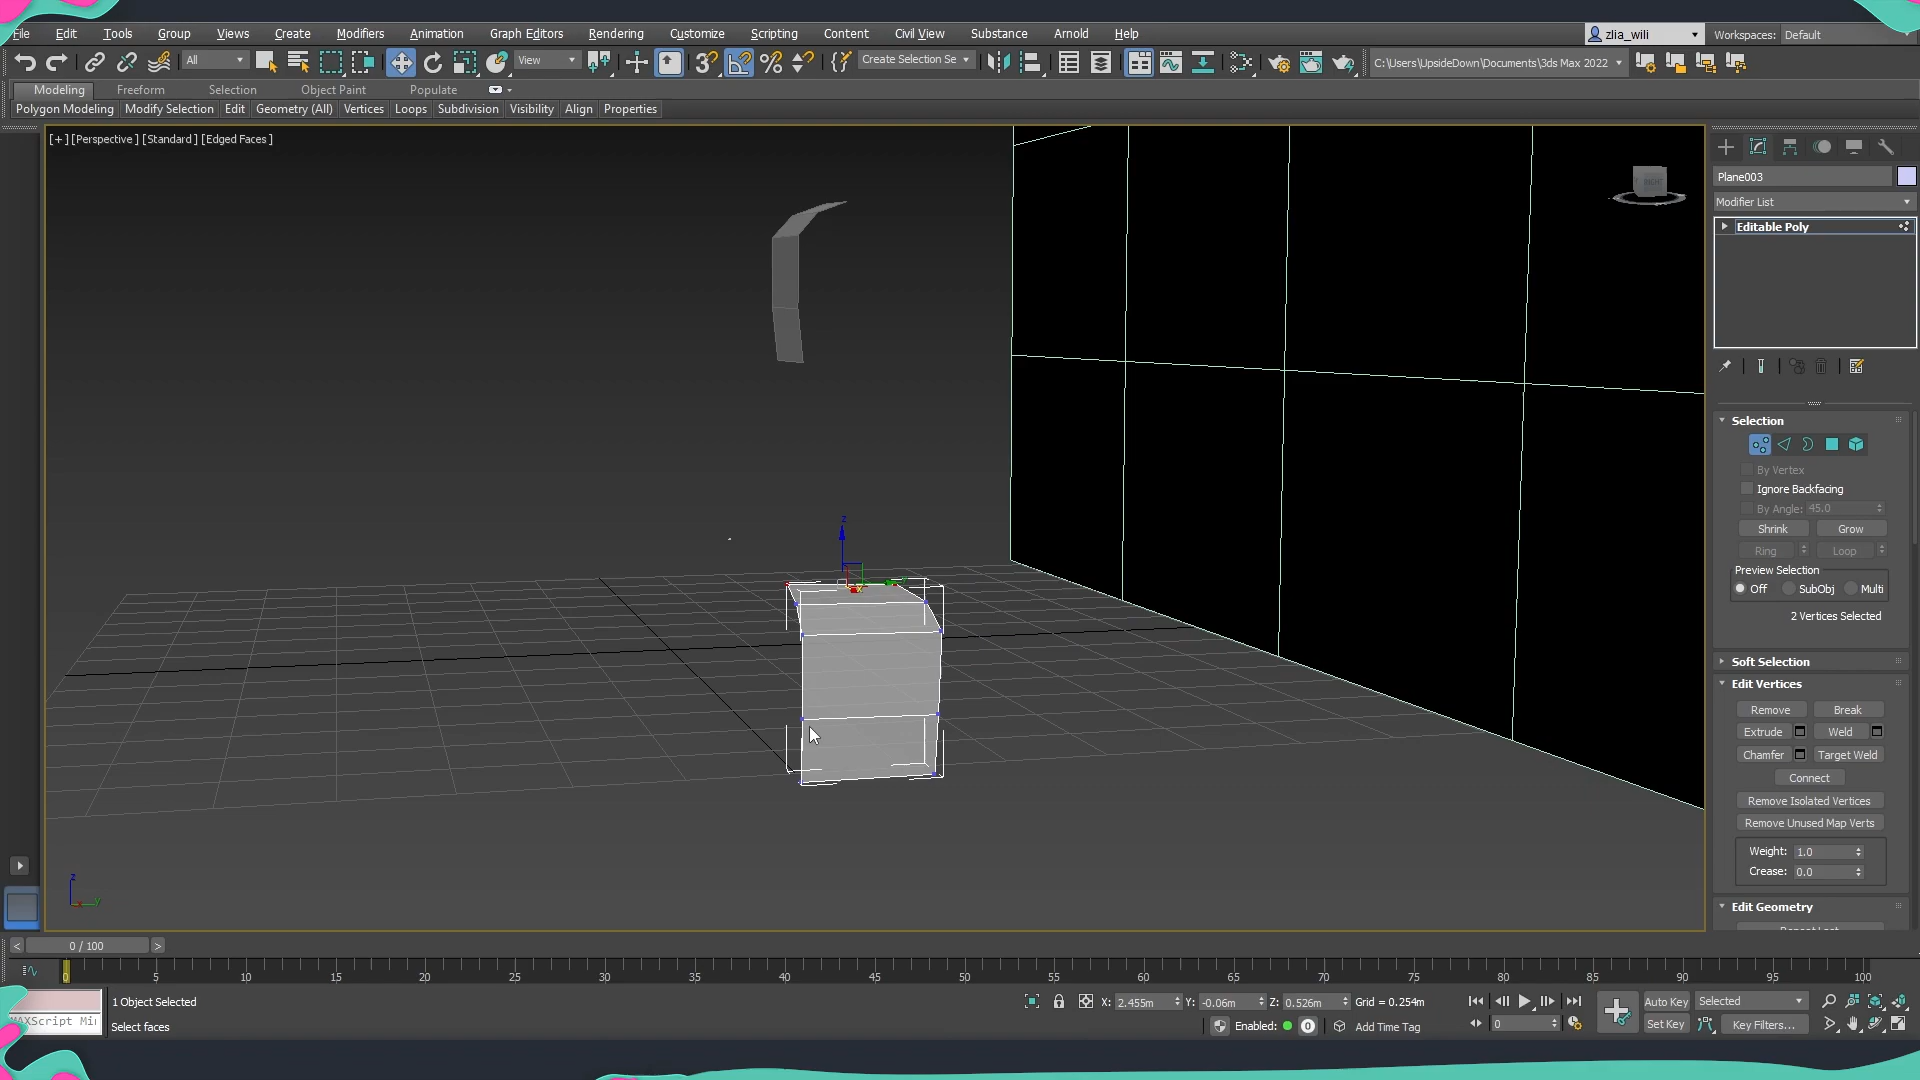 File Edit Tools Group Views Create Modifiers Animation Graph Editors Rendering Customize Scripting Content Civil View Substance Arnold Help
zlia_wili Workspaces: Default
All View Create Selection Se C:\Users\UpsideDown\Documents\3ds Max 2022
Modeling Freeform Selection Object Paint Populate
Polygon Modeling Modify Selection Edit Geometry (All) Vertices Loops Subdivision Visibility Align Properties
[+] [Perspective] [Standard] [Edged Faces]
RIGHT
Plane003
Modifier List
Editable Poly
Selection
By Vertex
Ignore Backfacing
By Angle: 45.0
Shrink Grow
Ring Loop
Preview Selection
Off SubObj Multi
2 Vertices Selected
Soft Selection
Edit Vertices
Remove Break
Extrude Weld
Chamfer Target Weld
Connect
Remove Isolated Vertices
Remove Unused Map Verts
Weight: 1.0
Crease: 0.0
Edit Geometry
z
z
y
< 0 / 100 >
0 5 10 15 20 25 30 35 40 45 50 55 60 65 70 75 80 85 90 95 100
MAXScript Mi
1 Object Selected
Select faces
X: 2.455m Y: -0.06m Z: 0.526m Grid = 0.254m
Enabled: 0 Add Time Tag
0
Auto Key Selected
Set Key Key Filters...